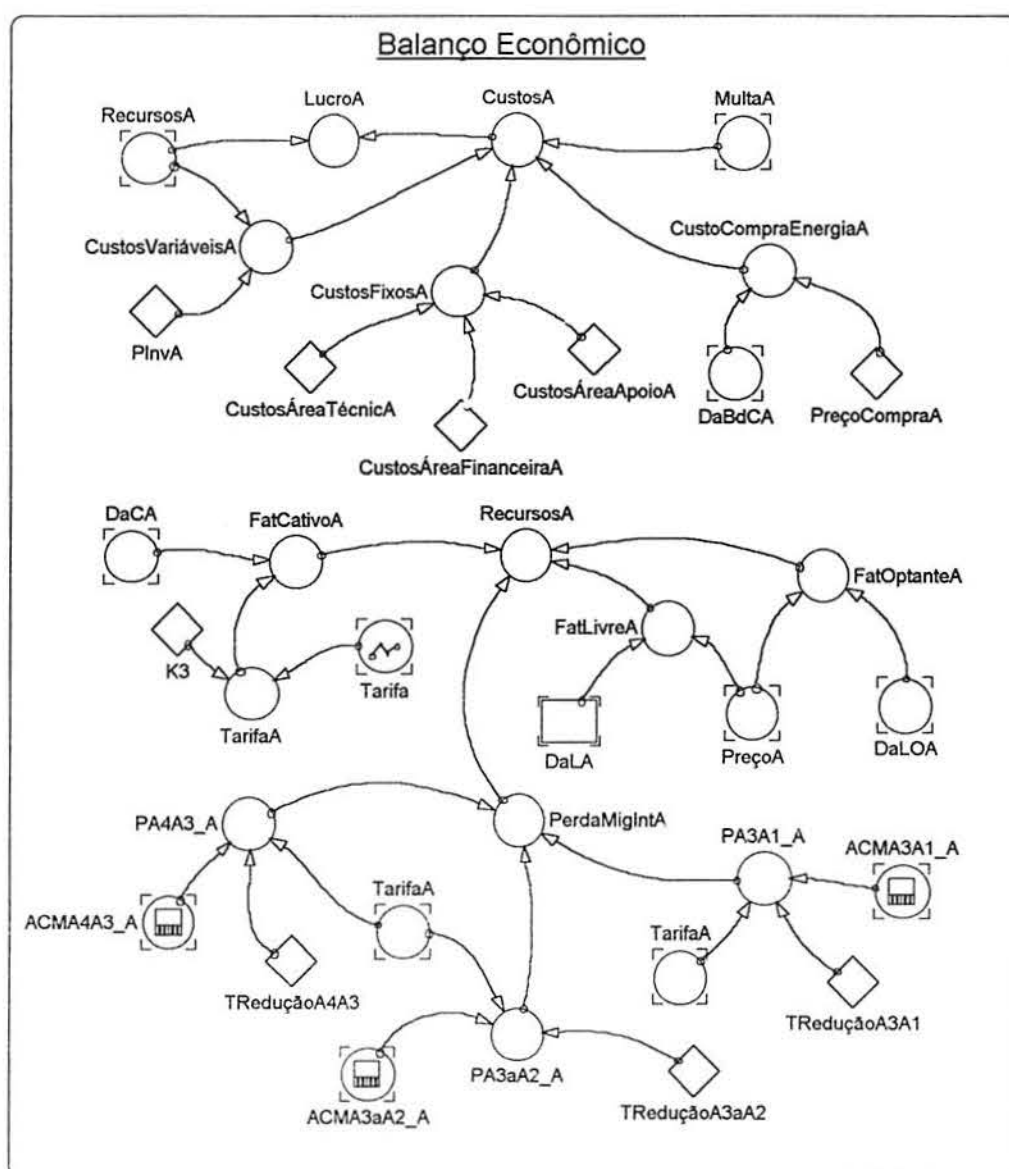 Balanço Econômico
RecursosA
LucroA
CustosA
MultaA
CustosVariáveisA
CustoCompraEnergiaA
CustosFixosA
PInvA
CustosÁreaTécnicA
CustosÁreaApoioA
DaBdCA
PreçoCompraA
CustosÁreaFinanceiraA
DaCA
FatCativoA
RecursosA
FatOptanteA
FatLivreA
K3
Tarifa
TarifaA
DaLA
PreçoA
DaLOA
PA4A3_A
PerdaMigIntA
PA3A1_A
ACMA3A1_A
TarifaA
ACMA4A3_A
TarifaA
TReduçãoA4A3
TReduçãoA3A1
PA3aA2_A
ACMA3aA2_A
TReduçãoA3aA2